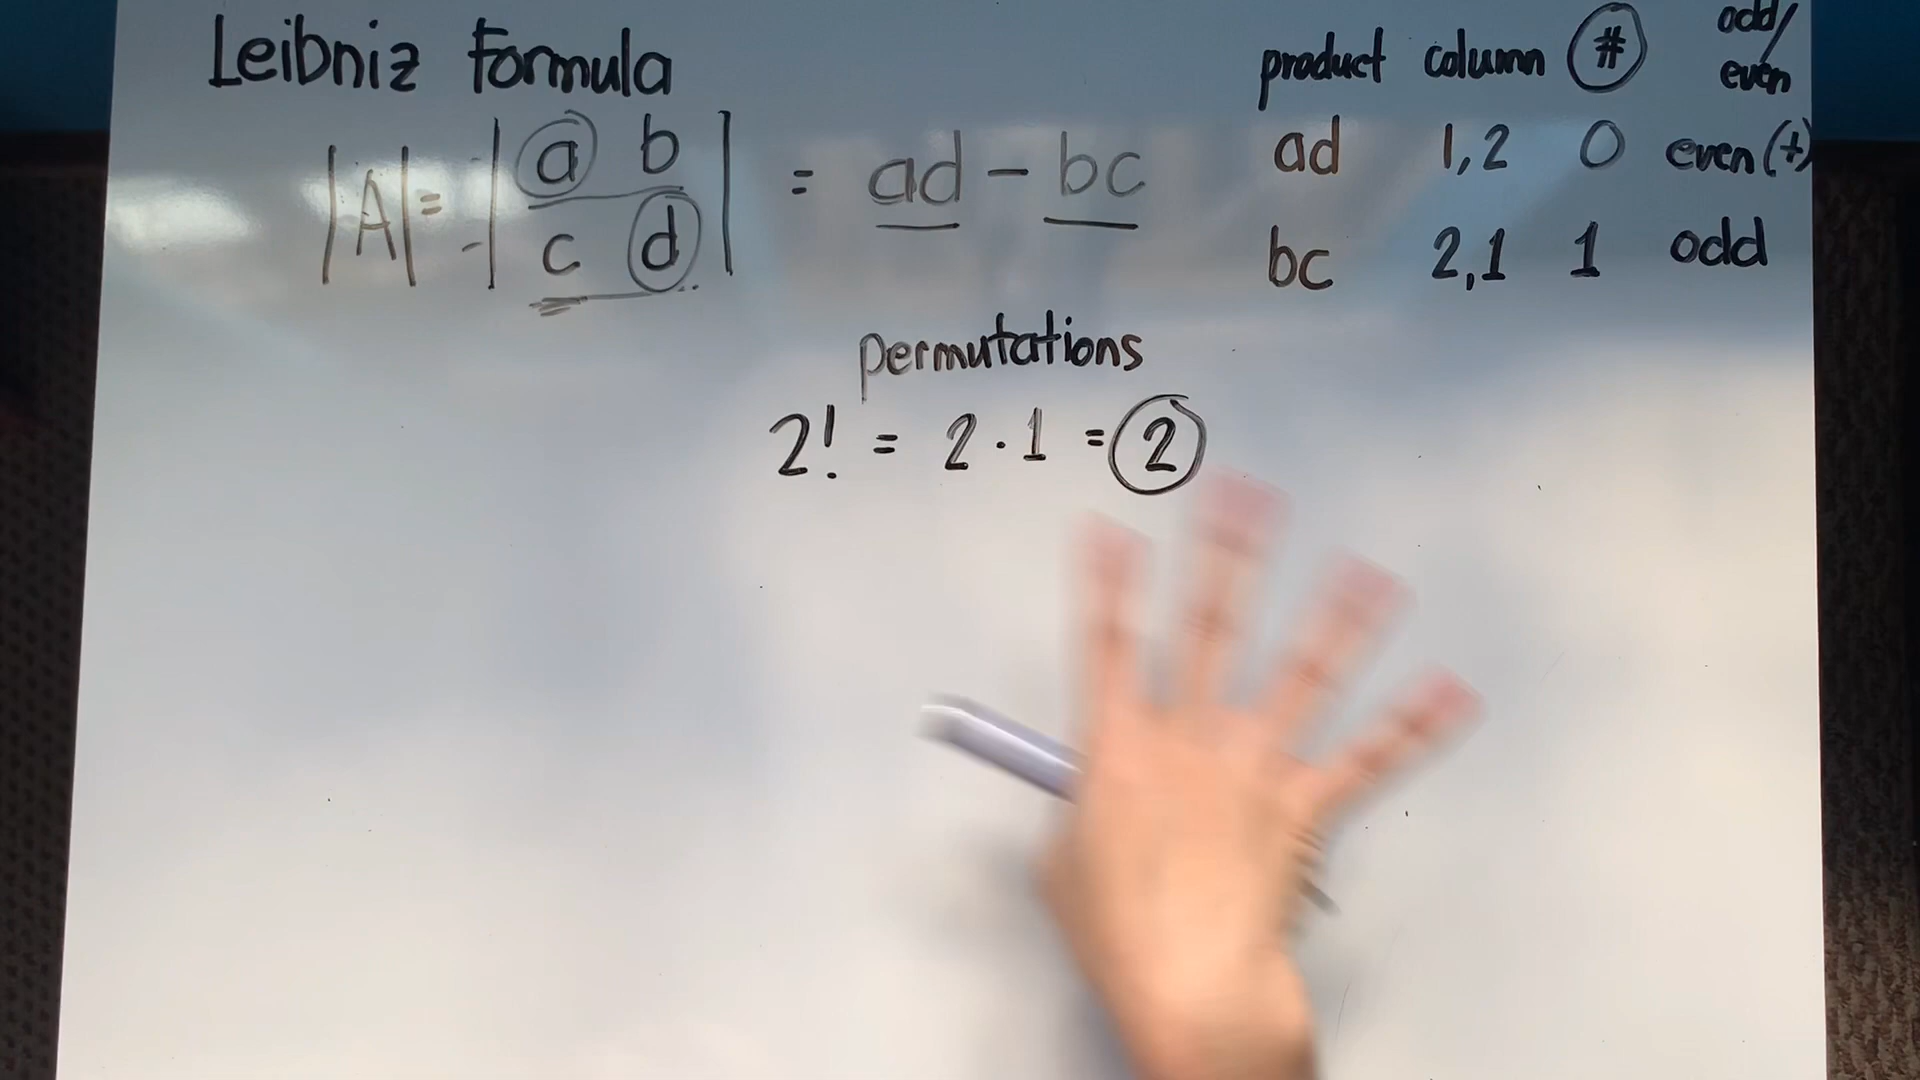 Leibniz Formula
|A| = |a b| = ad - bc
|c d|
product column # odd/even
ad 1,2 0 even (+)
bc 2,1 1 odd
permutations
2! = 2 · 1 = 2